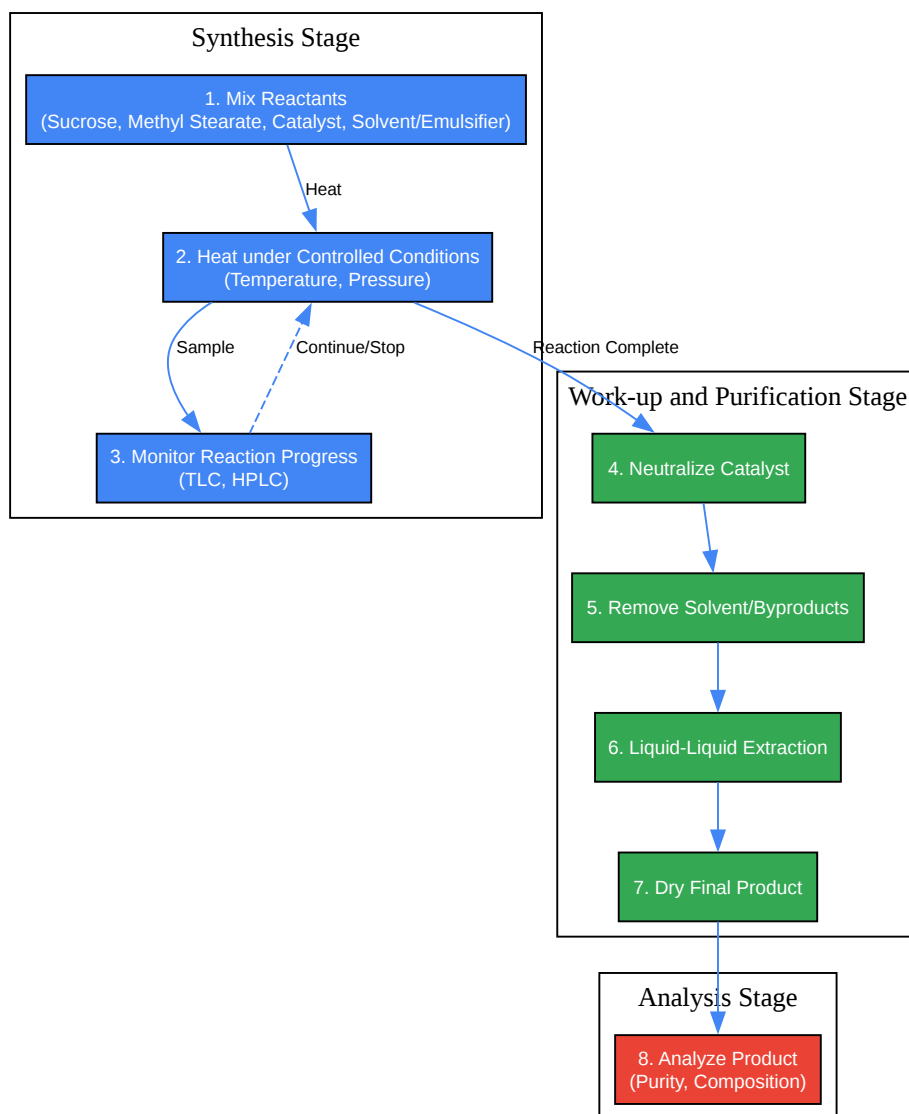 Synthesis Stage
1. Mix Reactants
(Sucrose, Methyl Stearate, Catalyst, Solvent/Emulsifier)
Heat
2. Heat under Controlled Conditions
(Temperature, Pressure)
Sample
Continue/Stop
Reaction Complete
3. Monitor Reaction Progress
(TLC, HPLC)
Work-up and Purification Stage
4. Neutralize Catalyst
5. Remove Solvent/Byproducts
6. Liquid-Liquid Extraction
7. Dry Final Product
Analysis Stage
8. Analyze Product
(Purity, Composition)